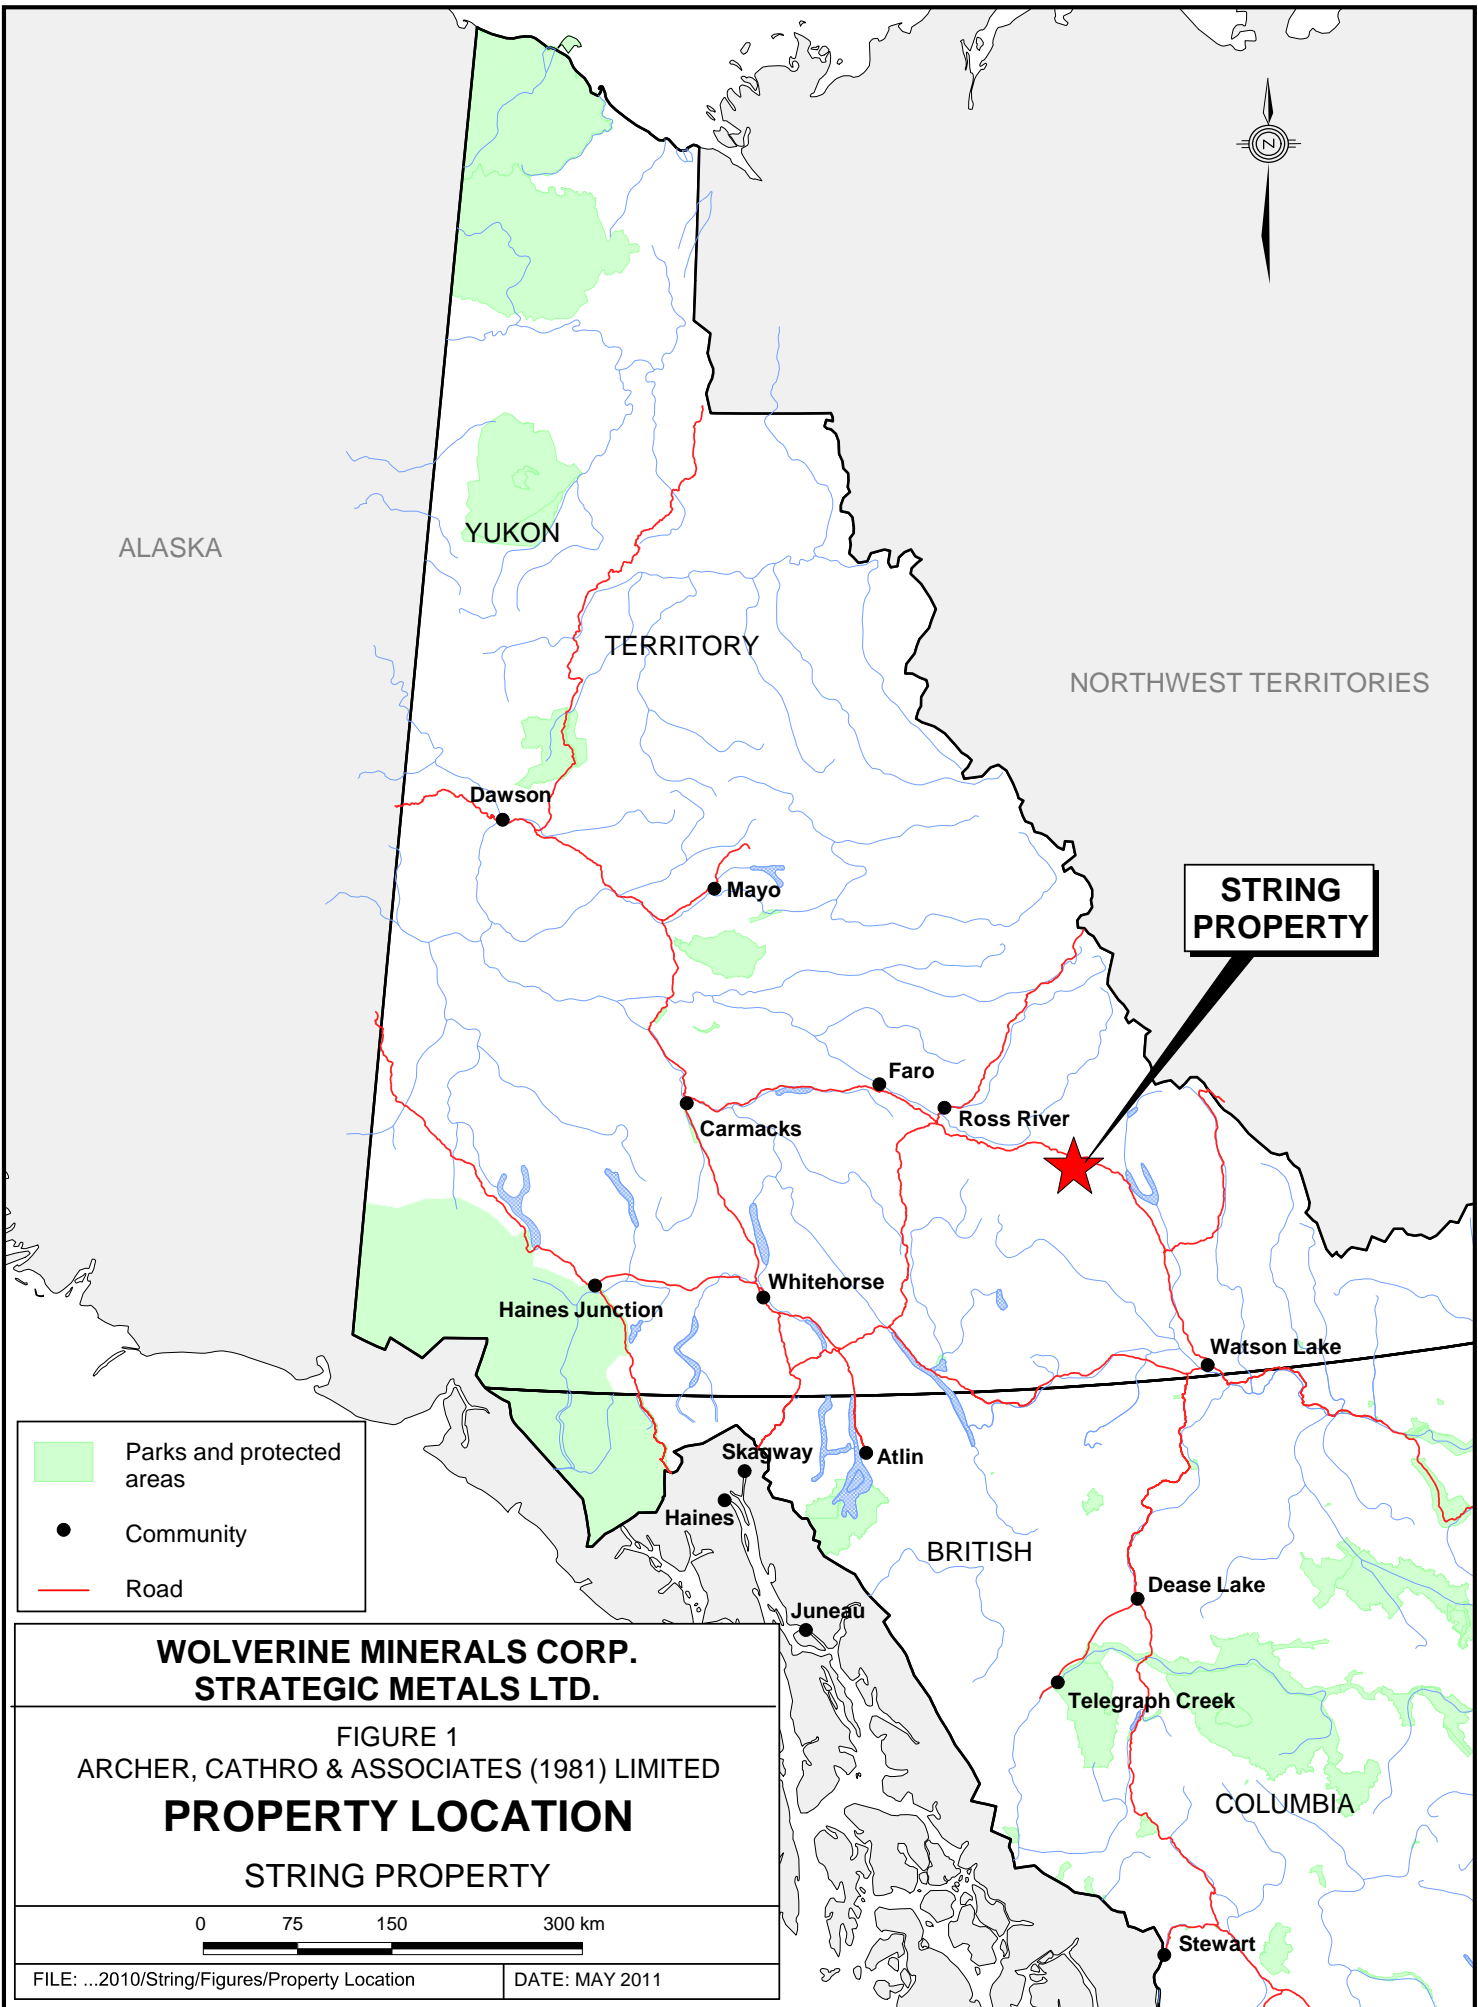 N
ALASKA
YUKON
TERRITORY
NORTHWEST TERRITORIES
Dawson
Mayo
STRING
PROPERTY
Faro
Ross River
Carmacks
Whitehorse
Haines Junction
Watson Lake
Skagway
Atlin
Haines
BRITISH
Dease Lake
Juneau
Telegraph Creek
COLUMBIA
Stewart
Parks and protected
areas
Community
Road
WOLVERINE MINERALS CORP.
STRATEGIC METALS LTD.
FIGURE 1
ARCHER, CATHRO & ASSOCIATES (1981) LIMITED
PROPERTY LOCATION
STRING PROPERTY
0 75 150 300 km
FILE: ...2010/String/Figures/Property Location DATE: MAY 2011